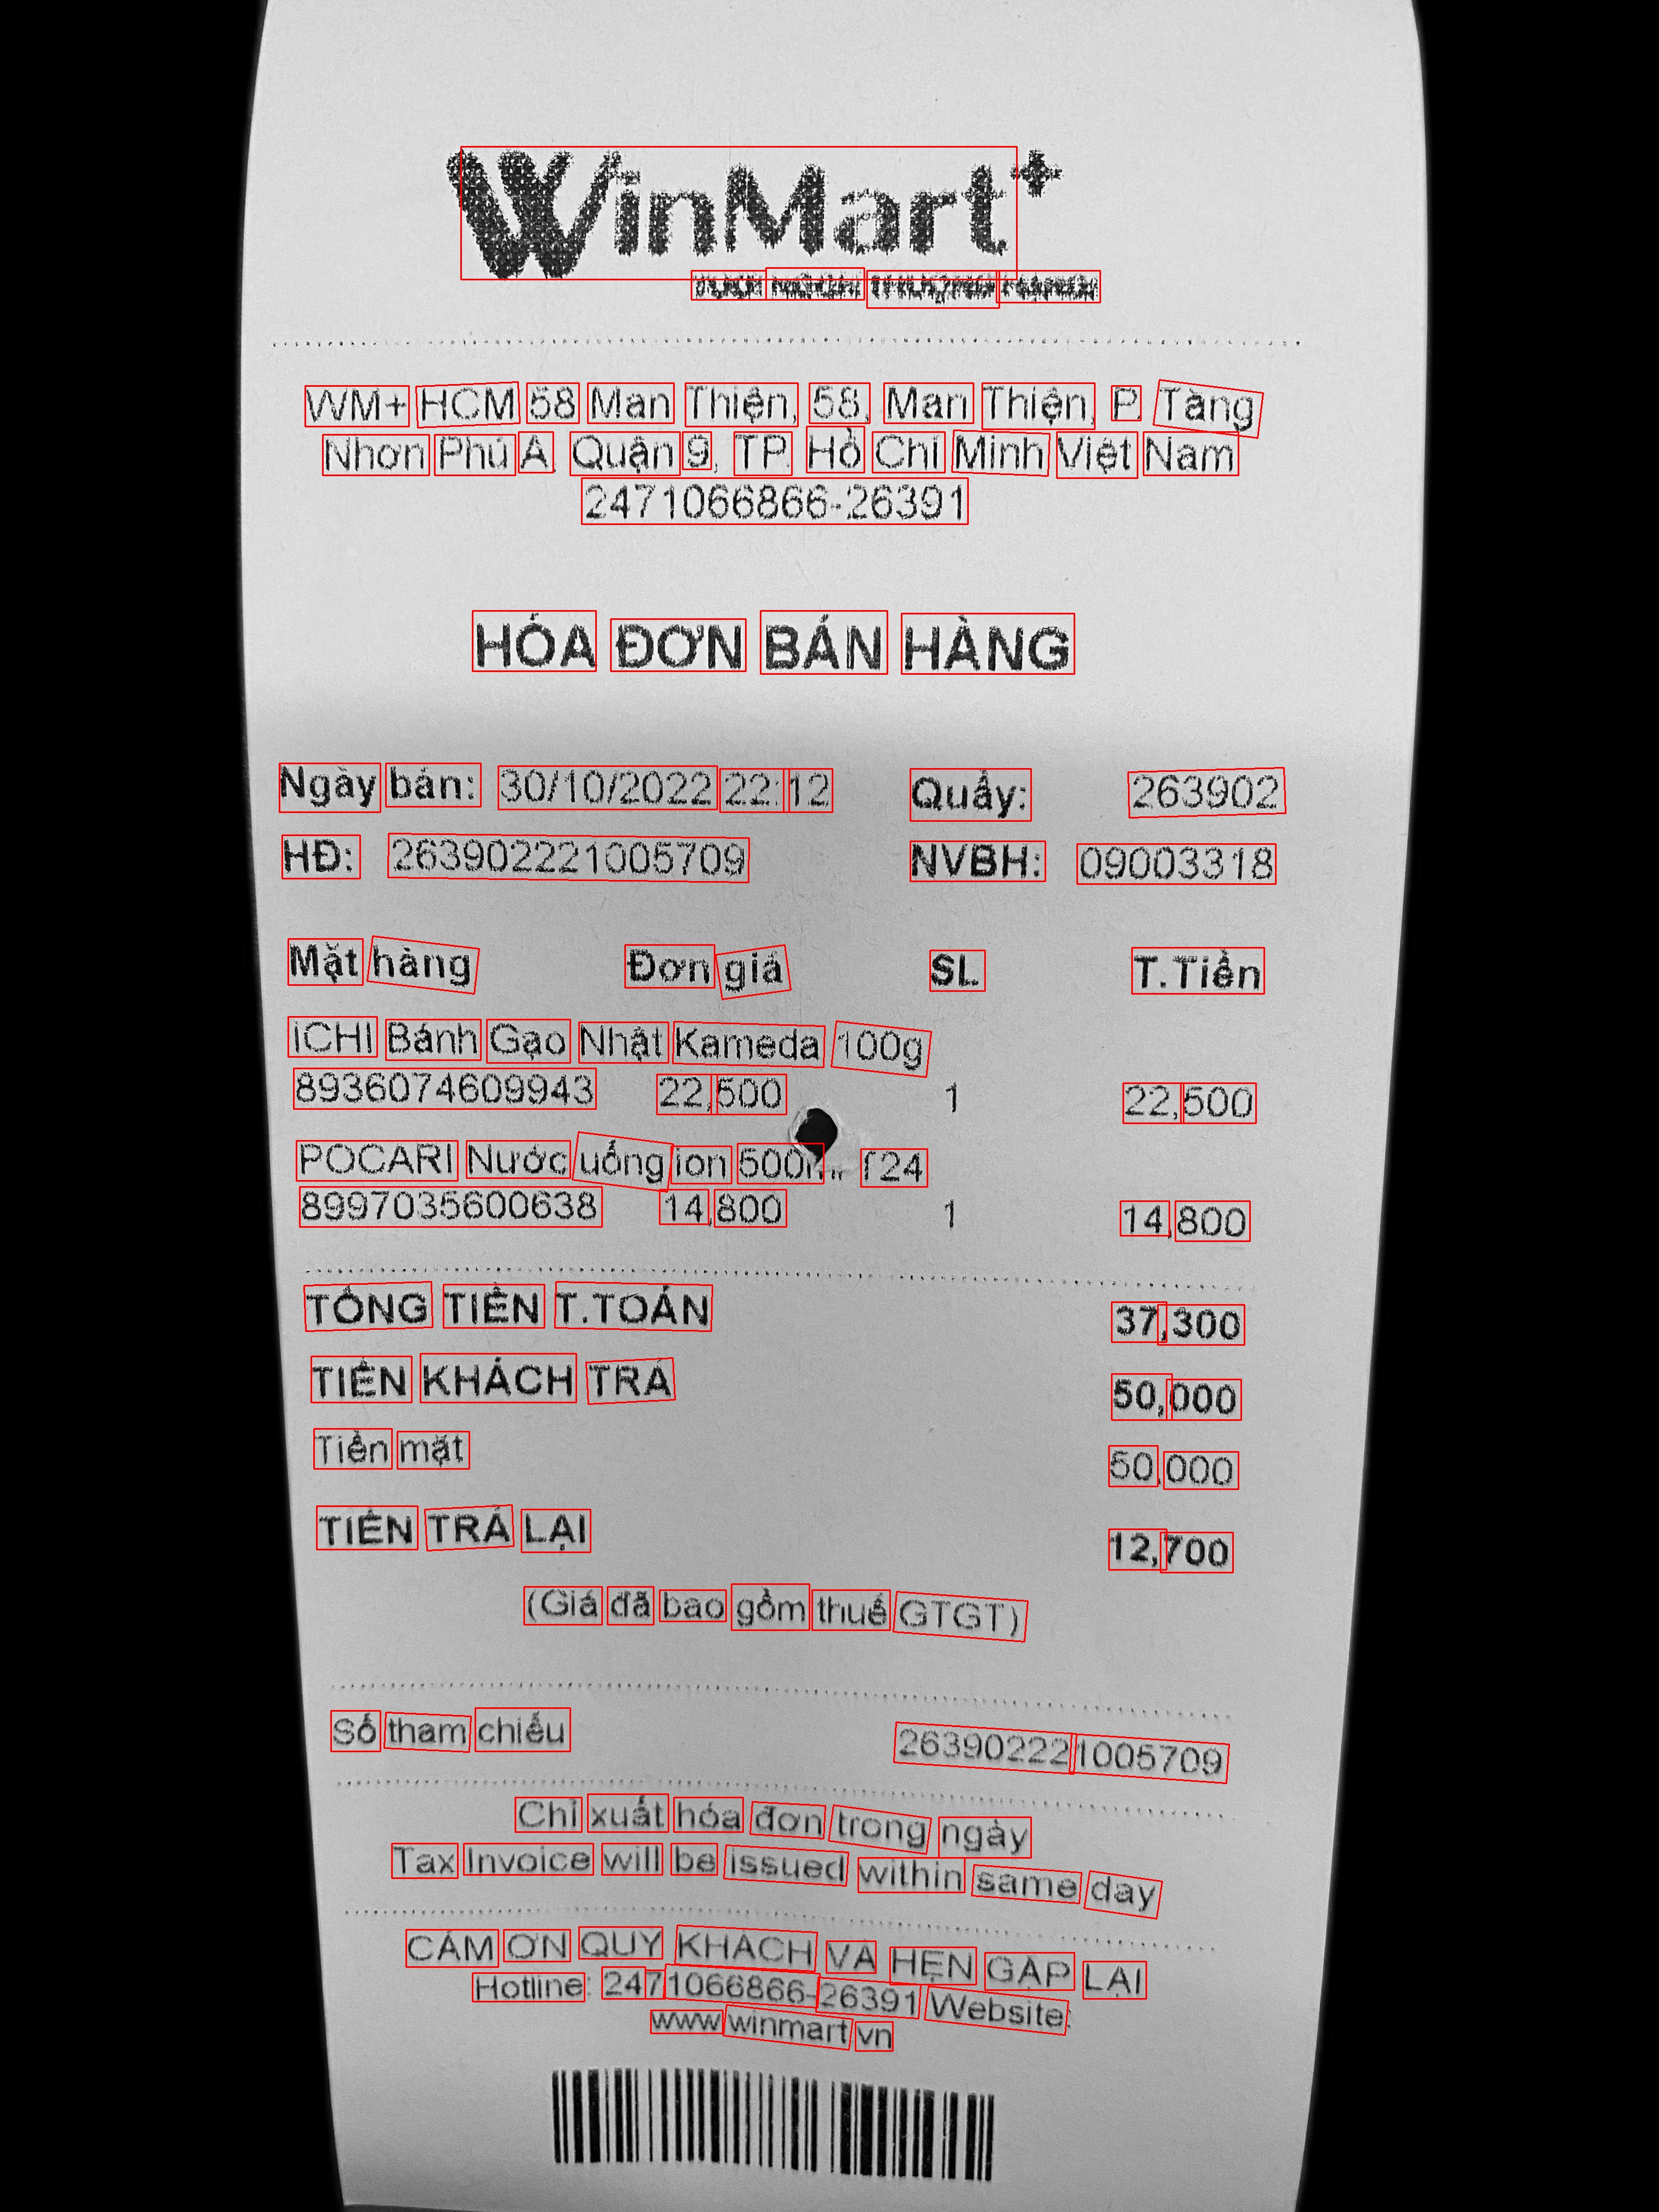 WinMart+
WM+ HCM 58 Man Thiện, 58, Man Thiện, P. Tăng
Nhơn Phú A, Quận 9, TP. Hồ Chí Minh Việt Nam
2471066866-26391
HÓA ĐƠN BÁN HÀNG
Ngày bán: 30/10/2022 22:12 Quầy: 263902
HĐ: 263902221005709 NVBH: 09003318
Mặt hàng Đơn giá SL T.Tiền
iCHI Bánh Gạo Nhật Kameda 100g
8936074609943 22,500 1 22,500
POCARI Nước uống ion T24
8997035600638 14,800 1 14,800
TỔNG TIỀN T.TOÁN 37,300
TIỀN KHÁCH TRẢ 50,000
Tiền mặt 50,000
TIỀN TRẢ LẠI 12,700
(Giá đã bao gồm thuế GTGT)
Số tham chiếu 263902221005709
Chỉ xuất hóa đơn trong ngày
Tax Invoice will be issued within same day
CẢM ƠN QUÝ KHÁCH VÀ HẸN GẶP LẠI
Hotline: 2471066866-26391 Website:
www.winmart.vn